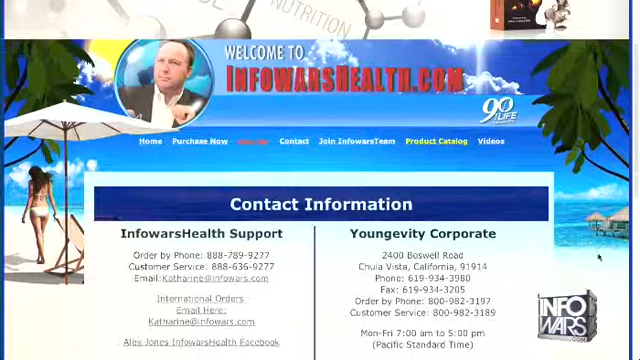 NUTRITION
WELCOME TO
INFOWARSHEALTH.COM
90
LIFE
Home Purchase Now Contact Join InfowarsTeam Product Catalog Videos
Contact Information
InfowarsHealth Support
Order by Phone: 888-789-9277
Customer Service: 888-636-9277
Email:Katharine@infowars.com
International Orders
Email Here:
Katharine@infowars.com
Alex Jones InfowarsHealth Facebook
Youngevity Corporate
2400 Boswell Road
Chula Vista, California, 91914
Phone: 619-934-3980
Fax: 619-934-3205
Order by Phone: 800-982-3197
Customer Service: 800-982-3189
Mon-Fri 7:00 am to 5:00 pm
(Pacific Standard Time)
INFO
WARS
.COM